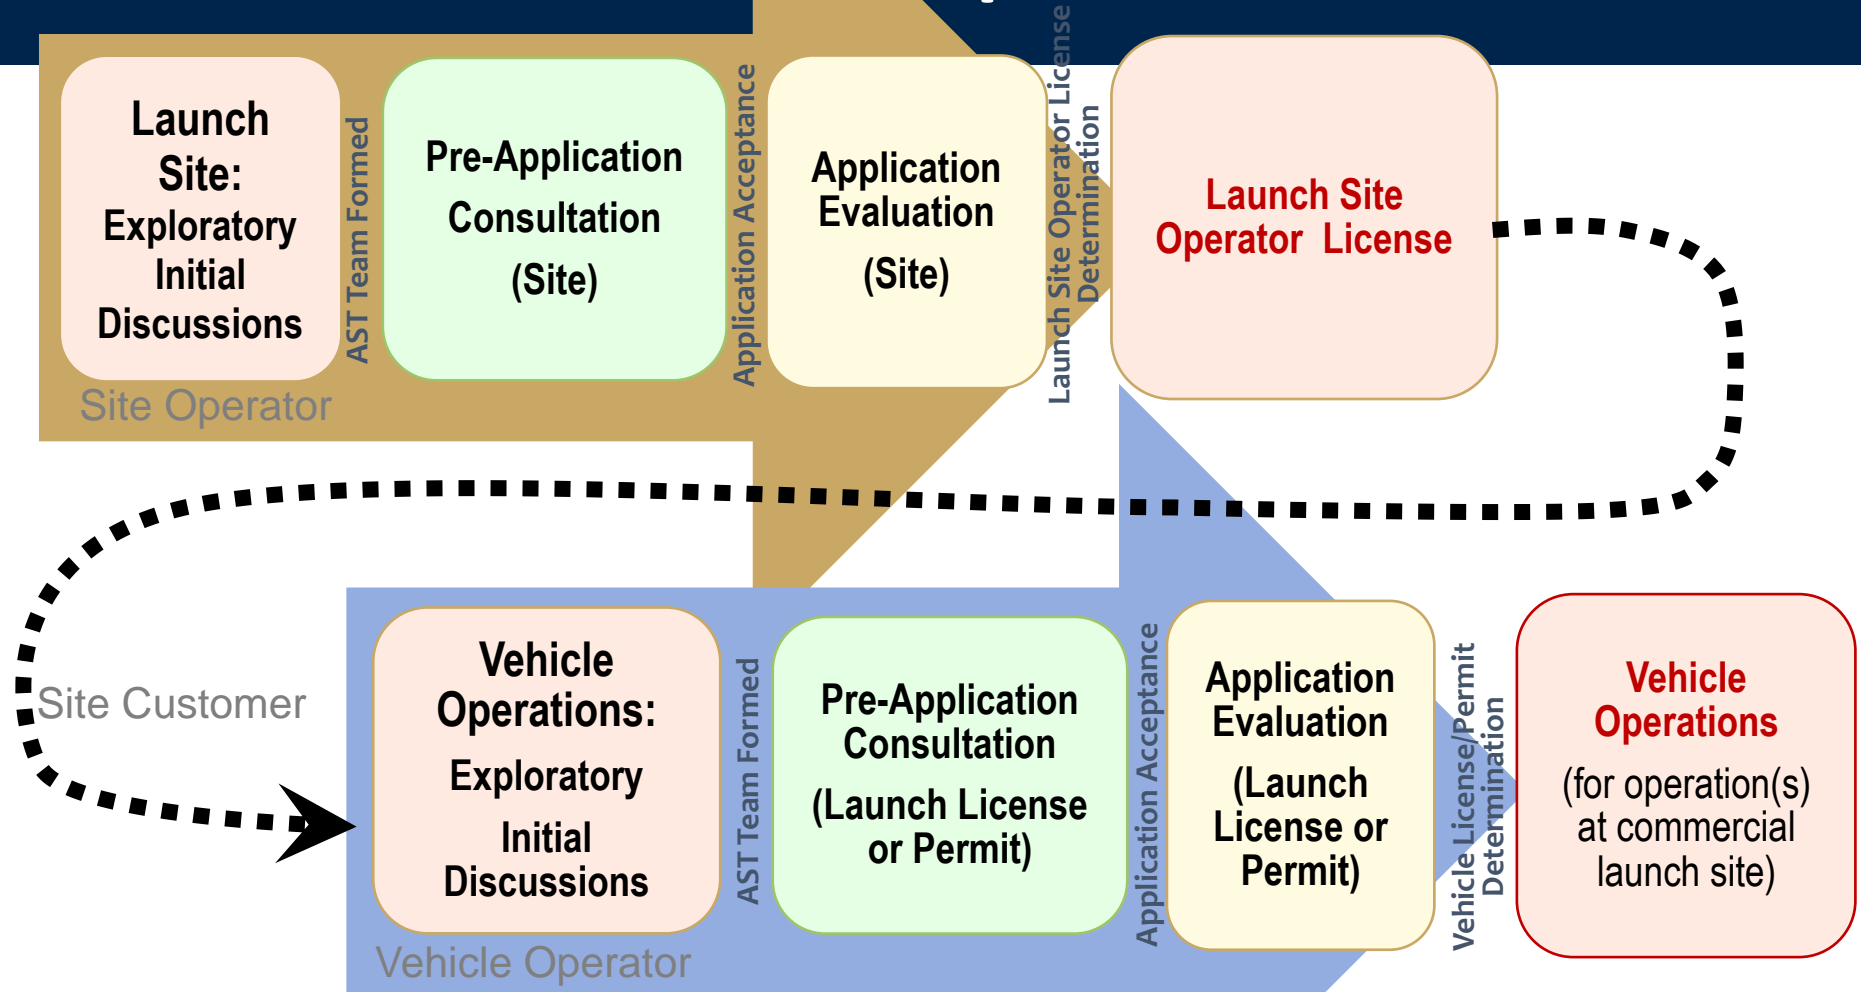 Launch
Site:
Exploratory
Initial
Discussions
AST Team Formed
Pre-Application
Consultation
(Site)
Application Acceptance
Application
Evaluation
(Site)
Launch Site Operator License
Determination
Launch Site
Operator License
Site Operator
Site Customer
Vehicle
Operations:
Exploratory
Initial
Discussions
AST Team Formed
Pre-Application
Consultation
(Launch License
or Permit)
Application Acceptance
Application
Evaluation
(Launch
License or
Permit)
Vehicle License/Permit
Determination
Vehicle
Operations
(for operation(s)
at commercial
launch site)
Vehicle Operator